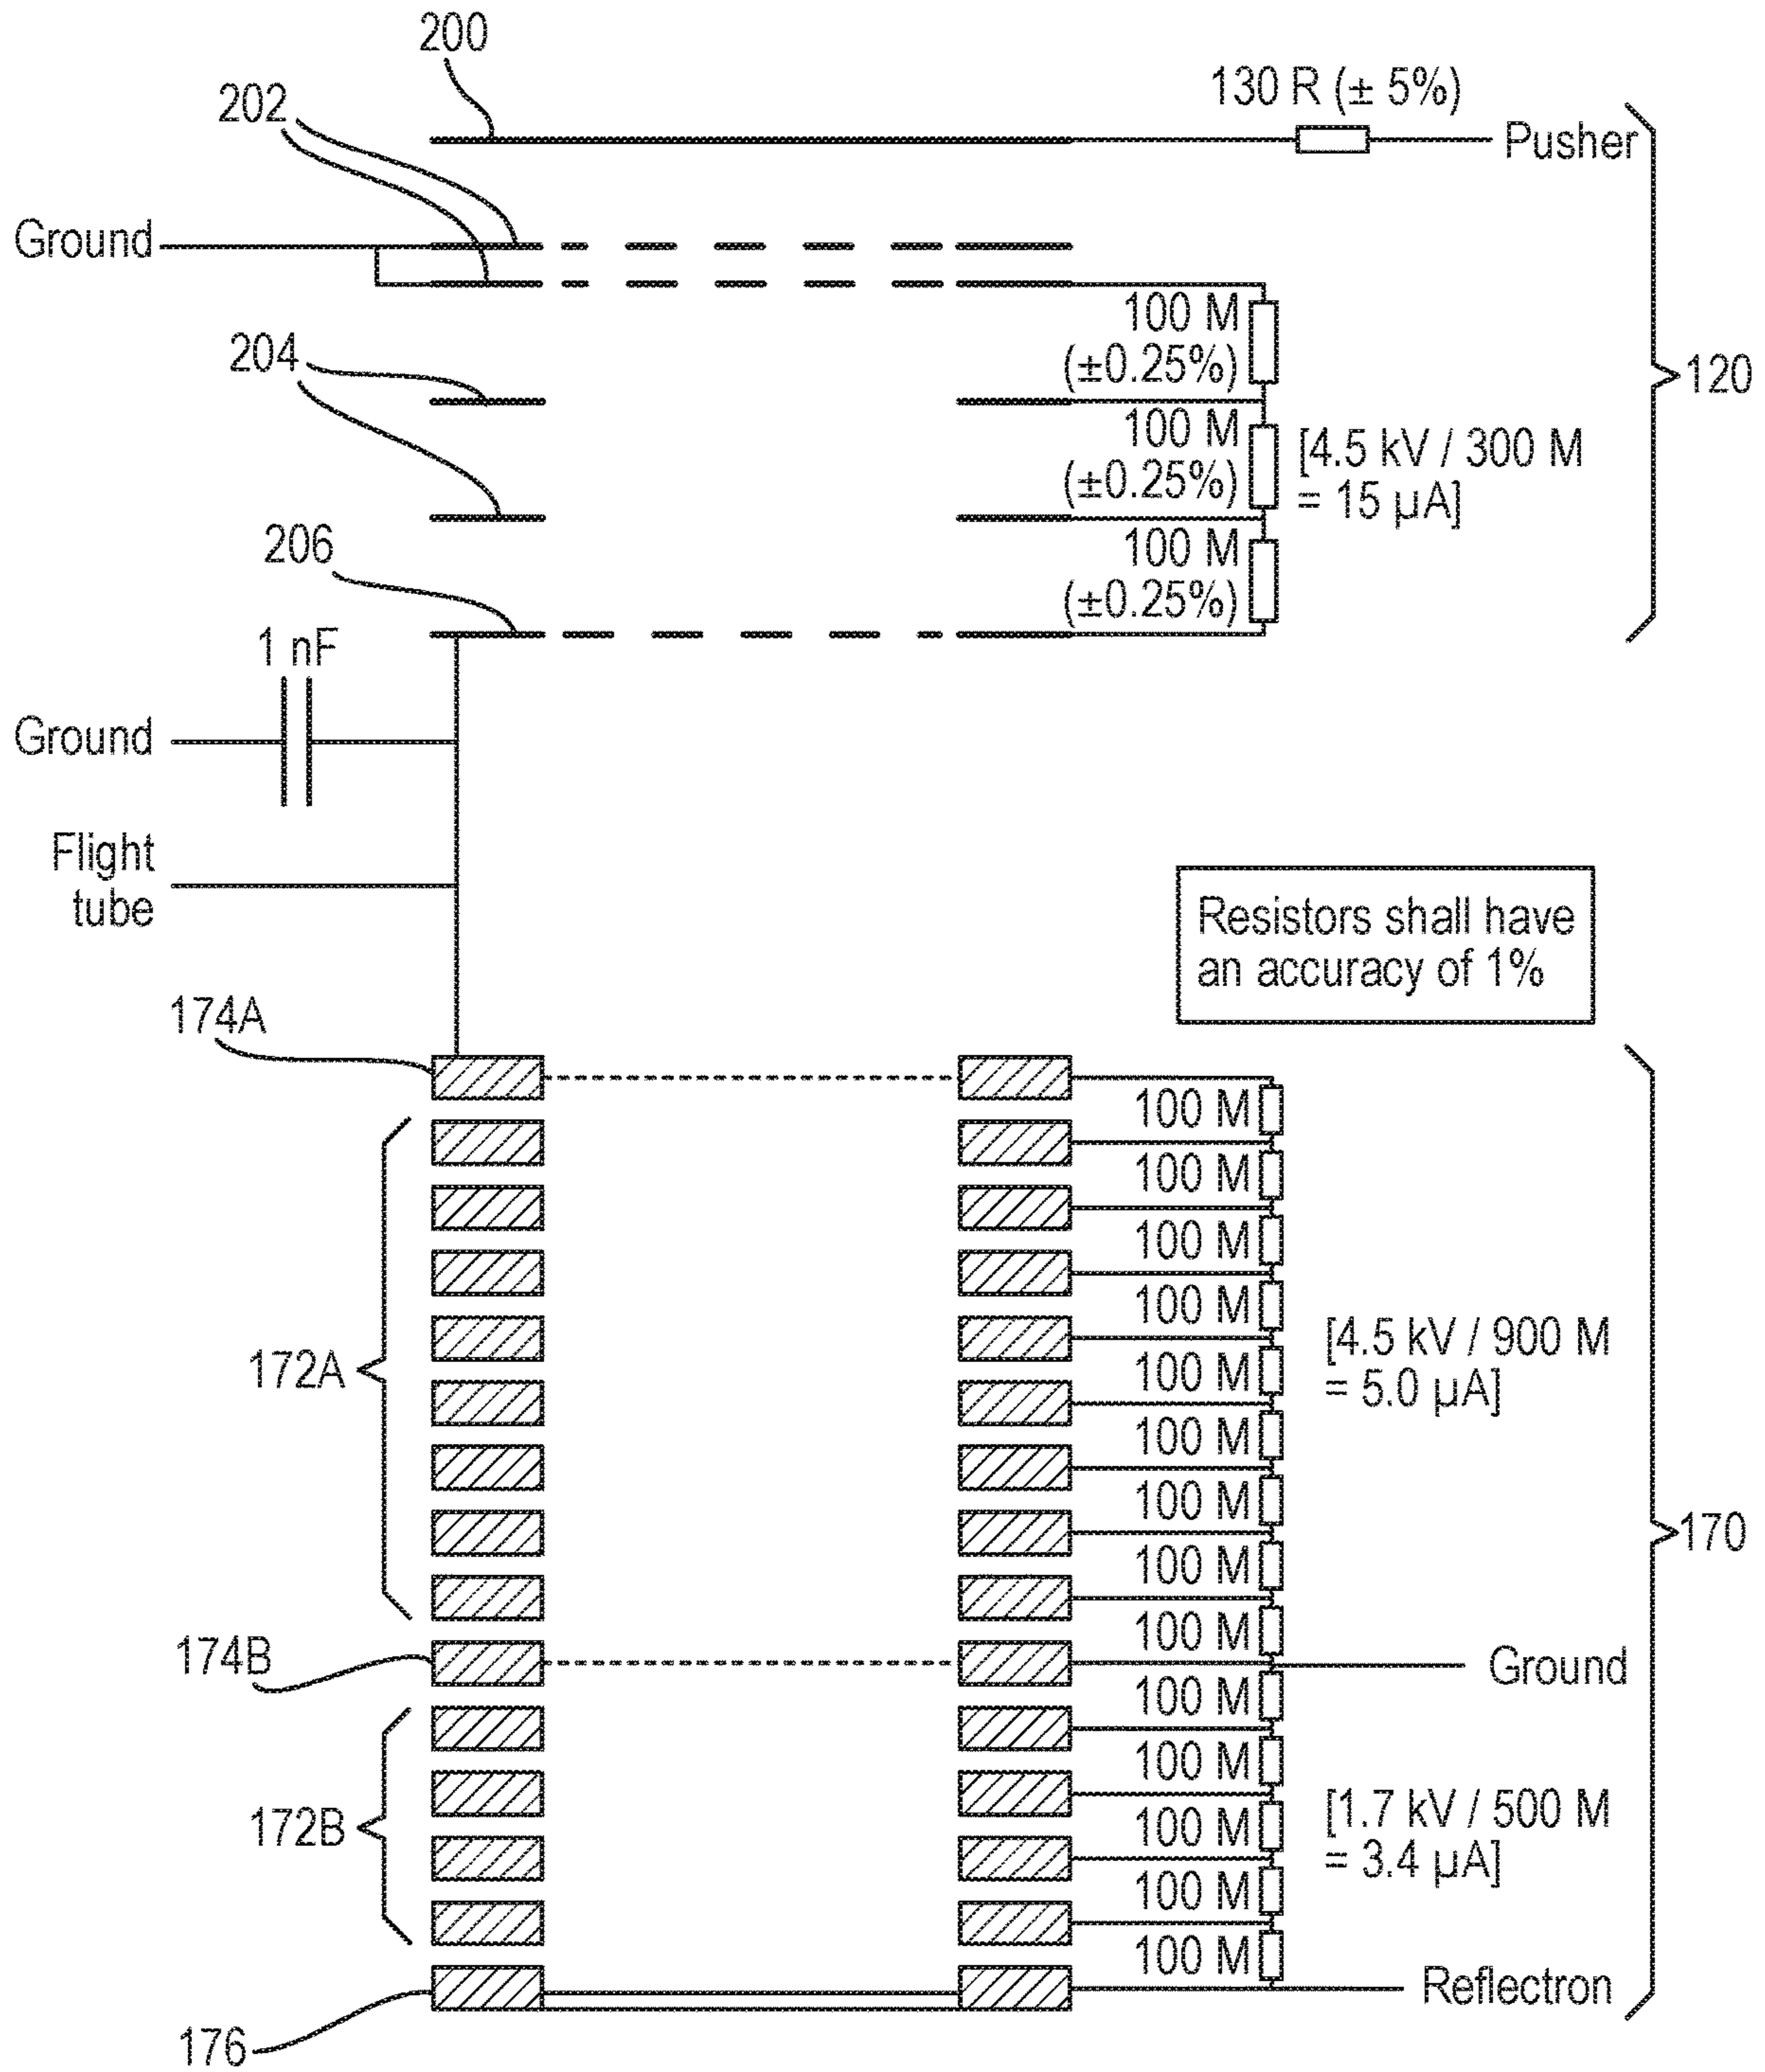 200
130 R (± 5%)
202
Pusher
Ground
100 M
(±0.25%)
204
120
100 M
(±0.25%)
[4.5 kV / 300 M
= 15 µA]
206
100 M
(±0.25%)
1 nF
Ground
Flight
tube
Resistors shall have
an accuracy of 1%
174A
100 M
100 M
100 M
100 M
[4.5 kV / 900 M
= 5.0 µA]
172A
100 M
100 M
100 M
170
100 M
100 M
174B
Ground
100 M
100 M
172B
100 M
[1.7 kV / 500 M
= 3.4 µA]
100 M
100 M
Reflectron
176